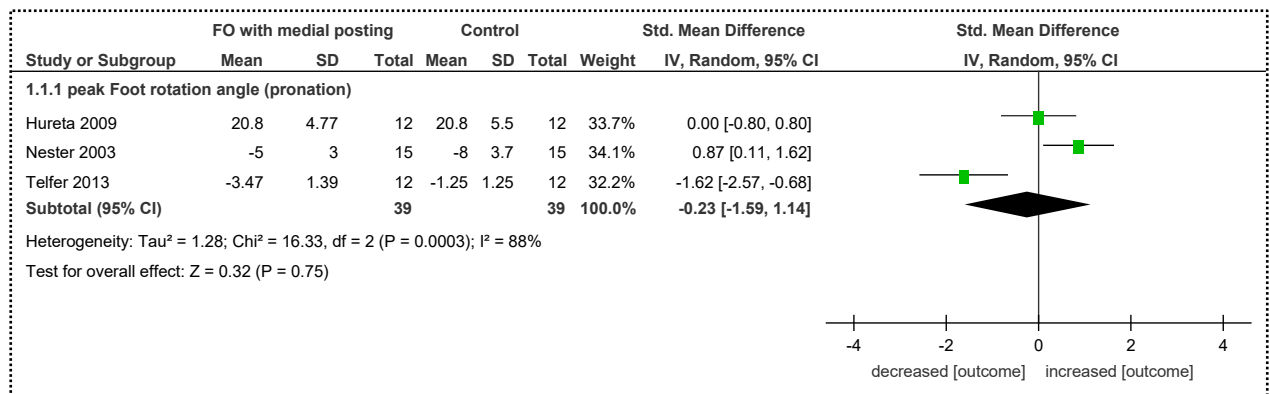 FO with medial posting Control Std. Mean Difference Std. Mean Difference
Study or Subgroup Mean SD Total Mean SD Total Weight IV, Random, 95% CI IV, Random, 95% CI
1.1.1 peak Foot rotation angle (pronation)
Hureta 2009 20.8 4.77 12 20.8 5.5 12 33.7% 0.00 [-0.80, 0.80]
Nester 2003 -5 3 15 -8 3.7 15 34.1% 0.87 [0.11, 1.62]
Telfer 2013 -3.47 1.39 12 -1.25 1.25 12 32.2% -1.62 [-2.57, -0.68]
Subtotal (95% CI) 39 39 100.0% -0.23 [-1.59, 1.14]
Heterogeneity: Tau² = 1.28; Chi² = 16.33, df = 2 (P = 0.0003); I² = 88%
Test for overall effect: Z = 0.32 (P = 0.75)
-4 -2 0 2 4
decreased [outcome] increased [outcome]